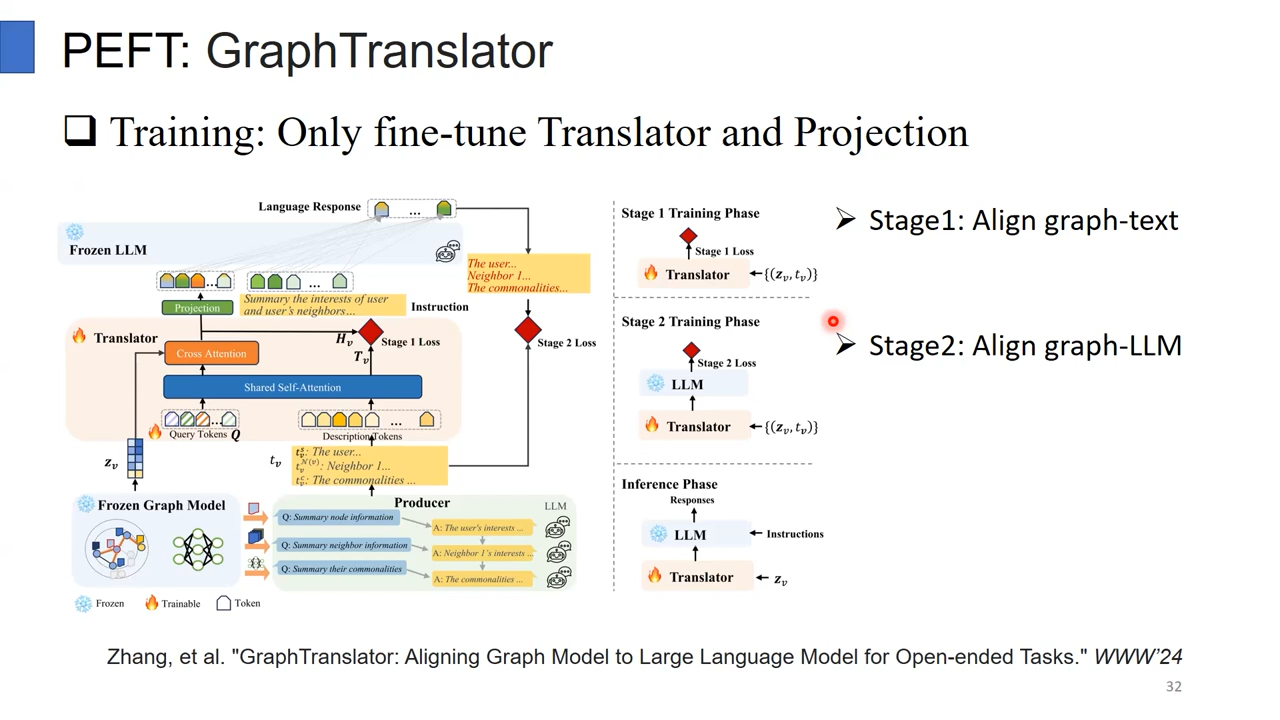 PEFT: GraphTranslator
Training: Only fine-tune Translator and Projection
Language Response
...
Frozen LLM
...
...
Projection
Summary the interests of user
and user's neighbors…
Instruction
The user...
Neighbor 1...
The commonalities...
Translator
Cross Attention
H_v
T_v
Stage 1 Loss
Stage 2 Loss
Shared Self-Attention
...
...
Query Tokens Q
Description Tokens
z_v
t_v
t_v^s: The user...
t_v^N(v): Neighbor 1...
t_v^c: The commonalities ...
Frozen Graph Model
Producer
LLM
Q: Summary node information
A: The user's interests ...
Q: Summary neighbor information
A: Neighbor 1's interests ...
Q: Summarize their commonalities
A: The commonalities ...
Frozen
Trainable
Token
Stage 1 Training Phase
Stage 1 Loss
Translator
{(z_v, t_v)}
Stage 2 Training Phase
Stage 2 Loss
LLM
Translator
{(z_v, t_v)}
Inference Phase
Responses
LLM
Instructions
Translator
z_v
Stage1: Align graph-text
Stage2: Align graph-LLM
Zhang, et al. "GraphTranslator: Aligning Graph Model to Large Language Model for Open-ended Tasks." WWW'24
32